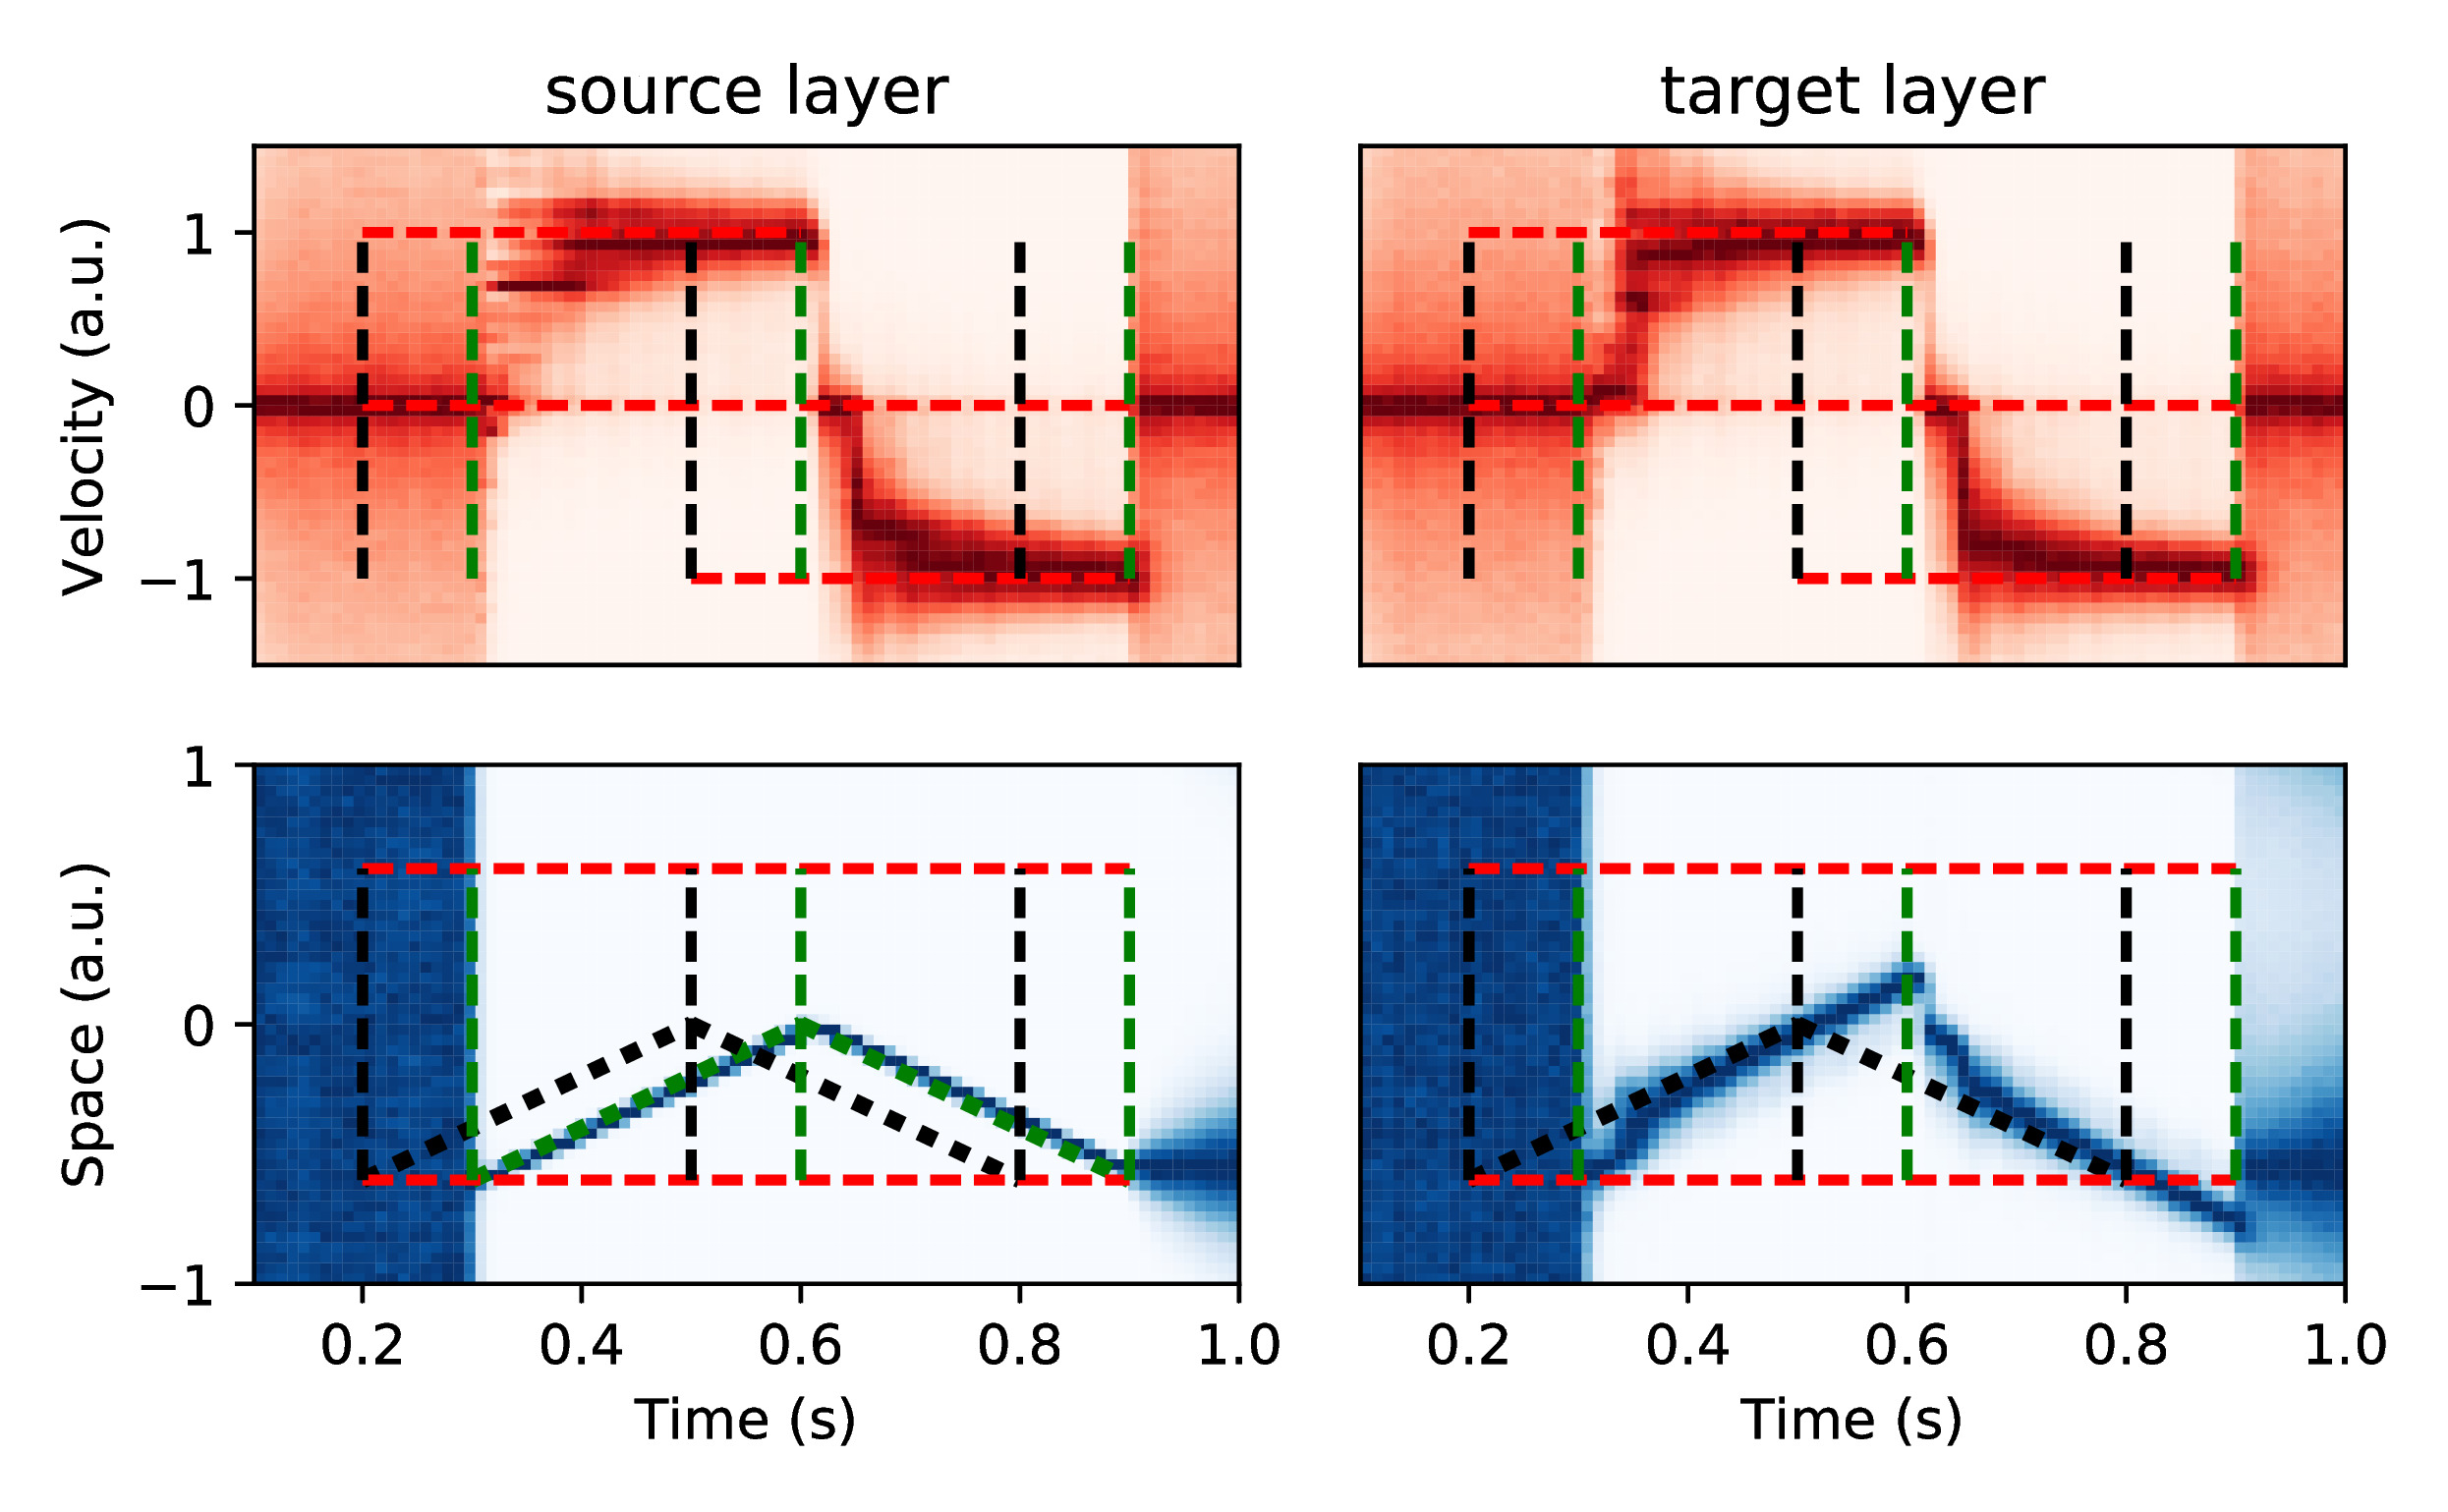 source layer
target layer
Velocity (a.u.)
1
0
−1
Space (a.u.)
1
0
−1
0.2 0.4 0.6 0.8 1.0
0.2 0.4 0.6 0.8 1.0
Time (s)
Time (s)